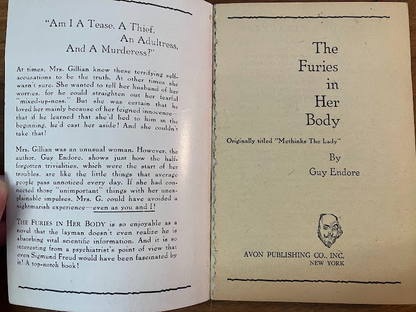 "Am I A Tease. A Thief,
An Adultress,
And A Murderess?"
At times, Mrs. Gillian knew these terrifying self-
accusations to be the truth. At other times she
wasn't sure. She wanted to tell her husband of her
worries, for he could straighten out her fearful
"mixed-up-ness. But she was certain that he
loved her mainly because of her feigned innocence—
that if he learned that she'd lied to him in the
beginning, he'd cast her aside! And she couldn't
take that!
Mrs. Gillian was an unusual woman. However, the
author, Guy Endore, shows just how the half-
forgotten trivialities, which were the start of her
troubles, are like the little things that average
people pass unnoticed every day. If she had con-
nected those "unimportant" things with her unex-
plainable impulses, Mrs. G. could have avoided a
nightmarish experience—even as you and I!
THE FURIES IN HER BODY is so enjoyable as a
novel that the layman doesn't even realize he is
absorbing vital scientific information. And it is so
interesting from a psychiatrist's point of view that
even Sigmund Freud would have been fascinated by
it! A top-notch book!
The
Furies
in
Her
Body
Originally titled "Methinks The Lady"
By
Guy Endore
AVON PUBLISHING CO., INC.
NEW YORK